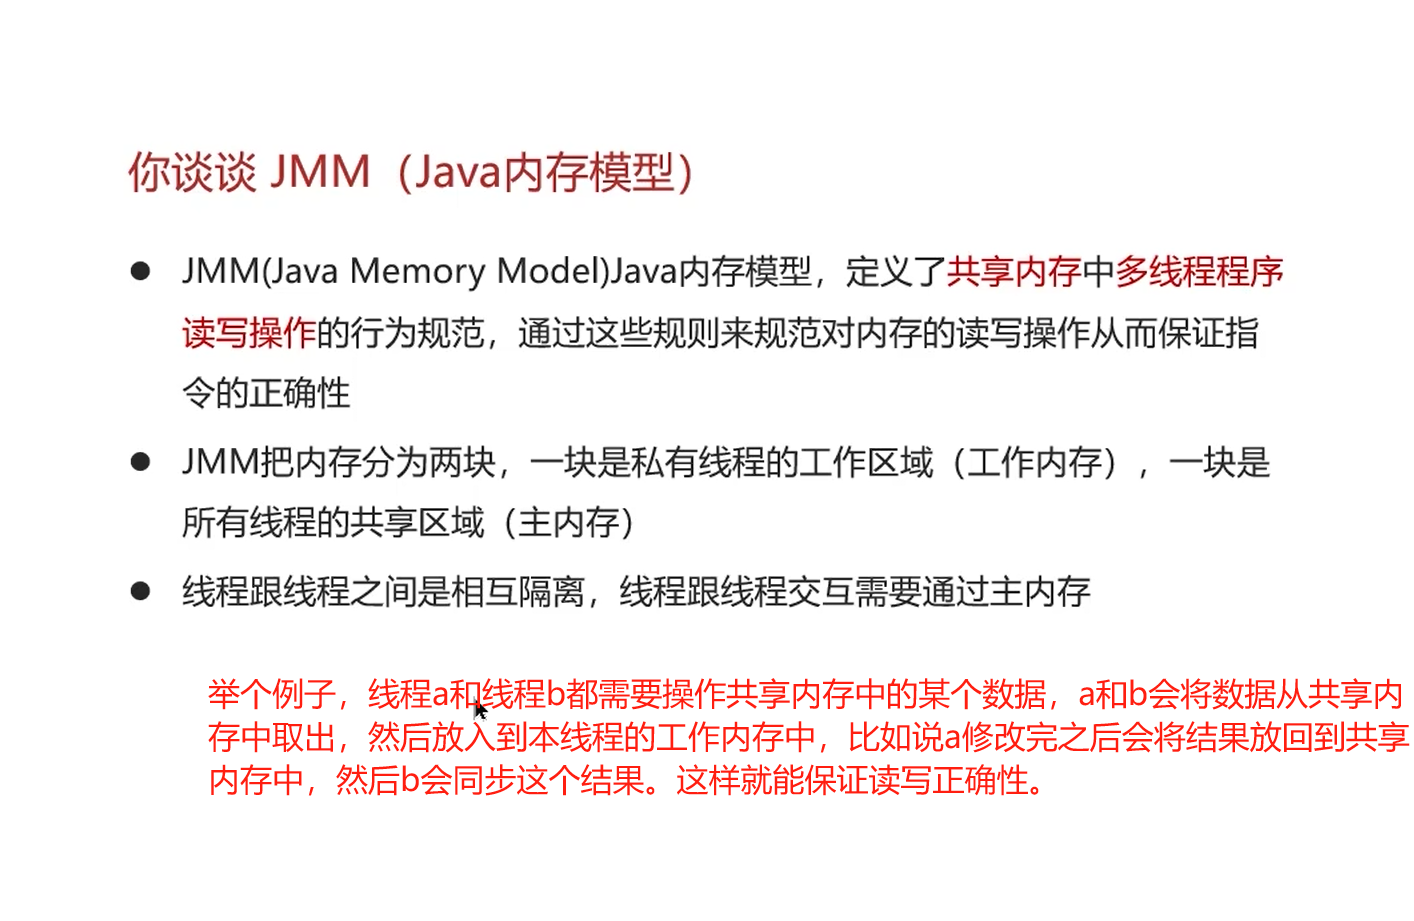 你谈谈 JMM（Java内存模型）
● JMM(Java Memory Model)Java内存模型，定义了共享内存中多线程程序
读写操作的行为规范，通过这些规则来规范对内存的读写操作从而保证指
令的正确性
● JMM把内存分为两块，一块是私有线程的工作区域（工作内存），一块是
所有线程的共享区域（主内存）
● 线程跟线程之间是相互隔离，线程跟线程交互需要通过主内存
举个例子，线程a和线程b都需要操作共享内存中的某个数据，a和b会将数据从共享内
存中取出，然后放入到本线程的工作内存中，比如说a修改完之后会将结果放回到共享
内存中，然后b会同步这个结果。这样就能保证读写正确性。